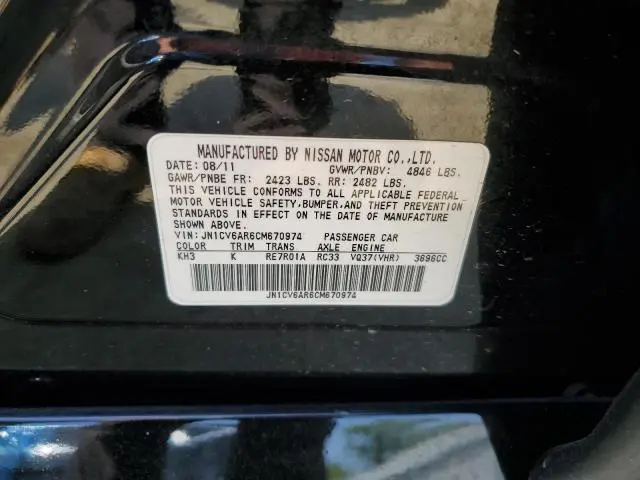 MANUFACTURED BY NISSAN MOTOR CO.,LTD.
DATE: 08/11 GVWR/PNBV: 4846 LBS.
GAWR/PNBE FR: 2423 LBS. RR: 2482 LBS.
THIS VEHICLE CONFORMS TO ALL APPLICABLE FEDERAL
MOTOR VEHICLE SAFETY,BUMPER,AND THEFT PREVENTION
STANDARDS IN EFFECT ON THE DATE OF MANUFACTURE
SHOWN ABOVE.
VIN: JN1CV6AR6CM670974 PASSENGER CAR
COLOR TRIM TRANS AXLE ENGINE
KH3 K RE7R01A RC33 VQ37(VHR) 3696CC
JN1CV6AR6CM670974